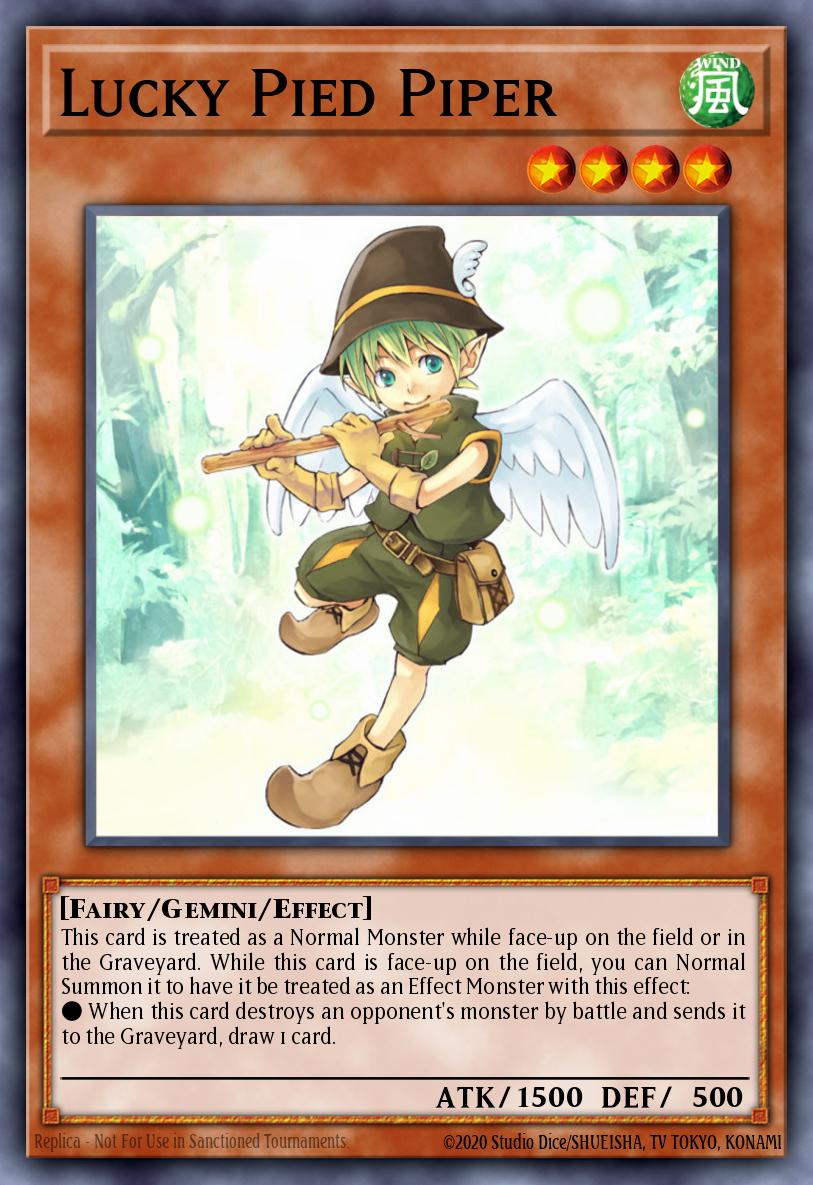 Lucky Pied Piper
WIND
風
[Fairy/Gemini/Effect]
This card is treated as a Normal Monster while face-up on the field or in
the Graveyard. While this card is face-up on the field, you can Normal
Summon it to have it be treated as an Effect Monster with this effect:
● When this card destroys an opponent's monster by battle and sends it
to the Graveyard, draw 1 card.
ATK/1500 DEF/ 500
Replica - Not For Use in Sanctioned Tournaments.
©2020 Studio Dice/SHUEISHA, TV TOKYO, KONAMI